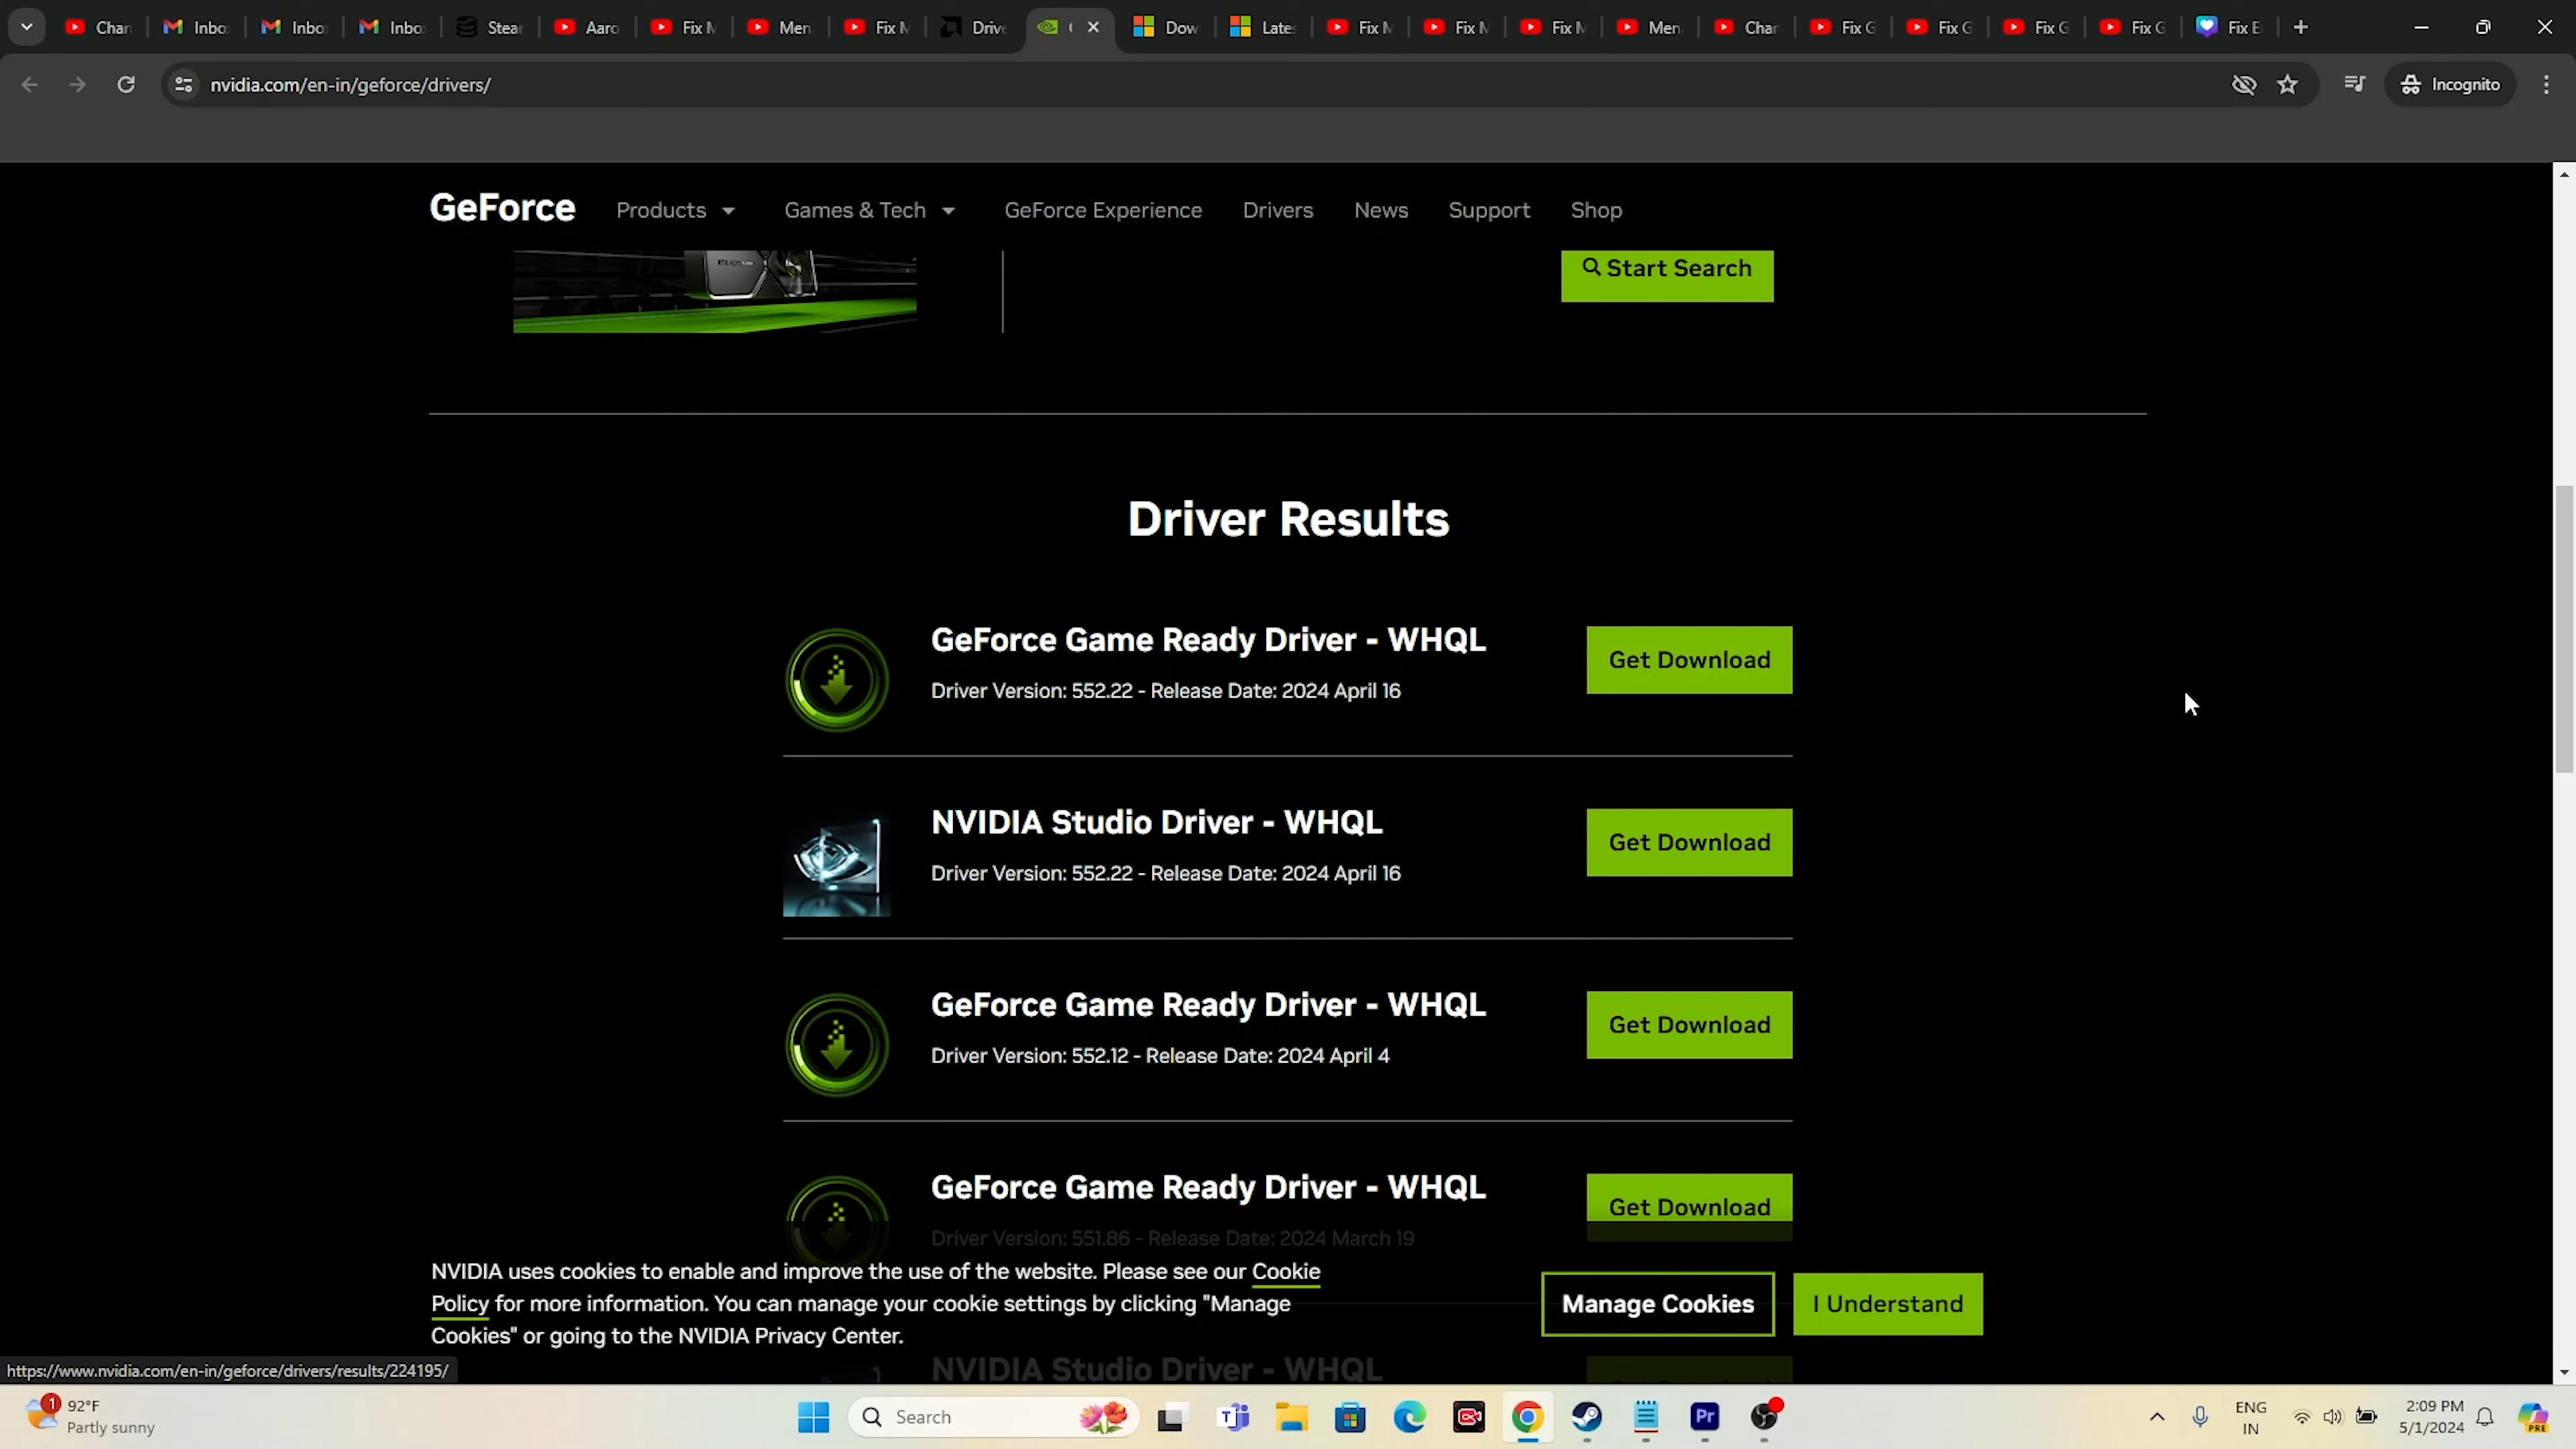 Chan
Inbo
Inbo
Inbo
Stear
Aaro
Fix M
Men
Fix M
Drive
Dow
Lates
Fix M
Fix M
Fix M
Men
Chan
Fix G
Fix G
Fix G
Fix G
Fix E
nvidia.com/en-in/geforce/drivers/
Incognito
GeForce
Products
Games & Tech
GeForce Experience
Drivers
News
Support
Shop
Start Search
Driver Results
GeForce Game Ready Driver - WHQL
Driver Version: 552.22 - Release Date: 2024 April 16
Get Download
NVIDIA Studio Driver - WHQL
Driver Version: 552.22 - Release Date: 2024 April 16
Get Download
GeForce Game Ready Driver - WHQL
Driver Version: 552.12 - Release Date: 2024 April 4
Get Download
GeForce Game Ready Driver - WHQL
Driver Version: 551.86 - Release Date: 2024 March 19
Get Download
NVIDIA uses cookies to enable and improve the use of the website. Please see our Cookie
Policy for more information. You can manage your cookie settings by clicking "Manage
Cookies" or going to the NVIDIA Privacy Center.
Manage Cookies
I Understand
NVIDIA Studio Driver - WHQL
https://www.nvidia.com/en-in/geforce/drivers/results/224195/
1
92°F
Partly sunny
Search
Pr
ENG
IN
2:09 PM
5/1/2024
PRE